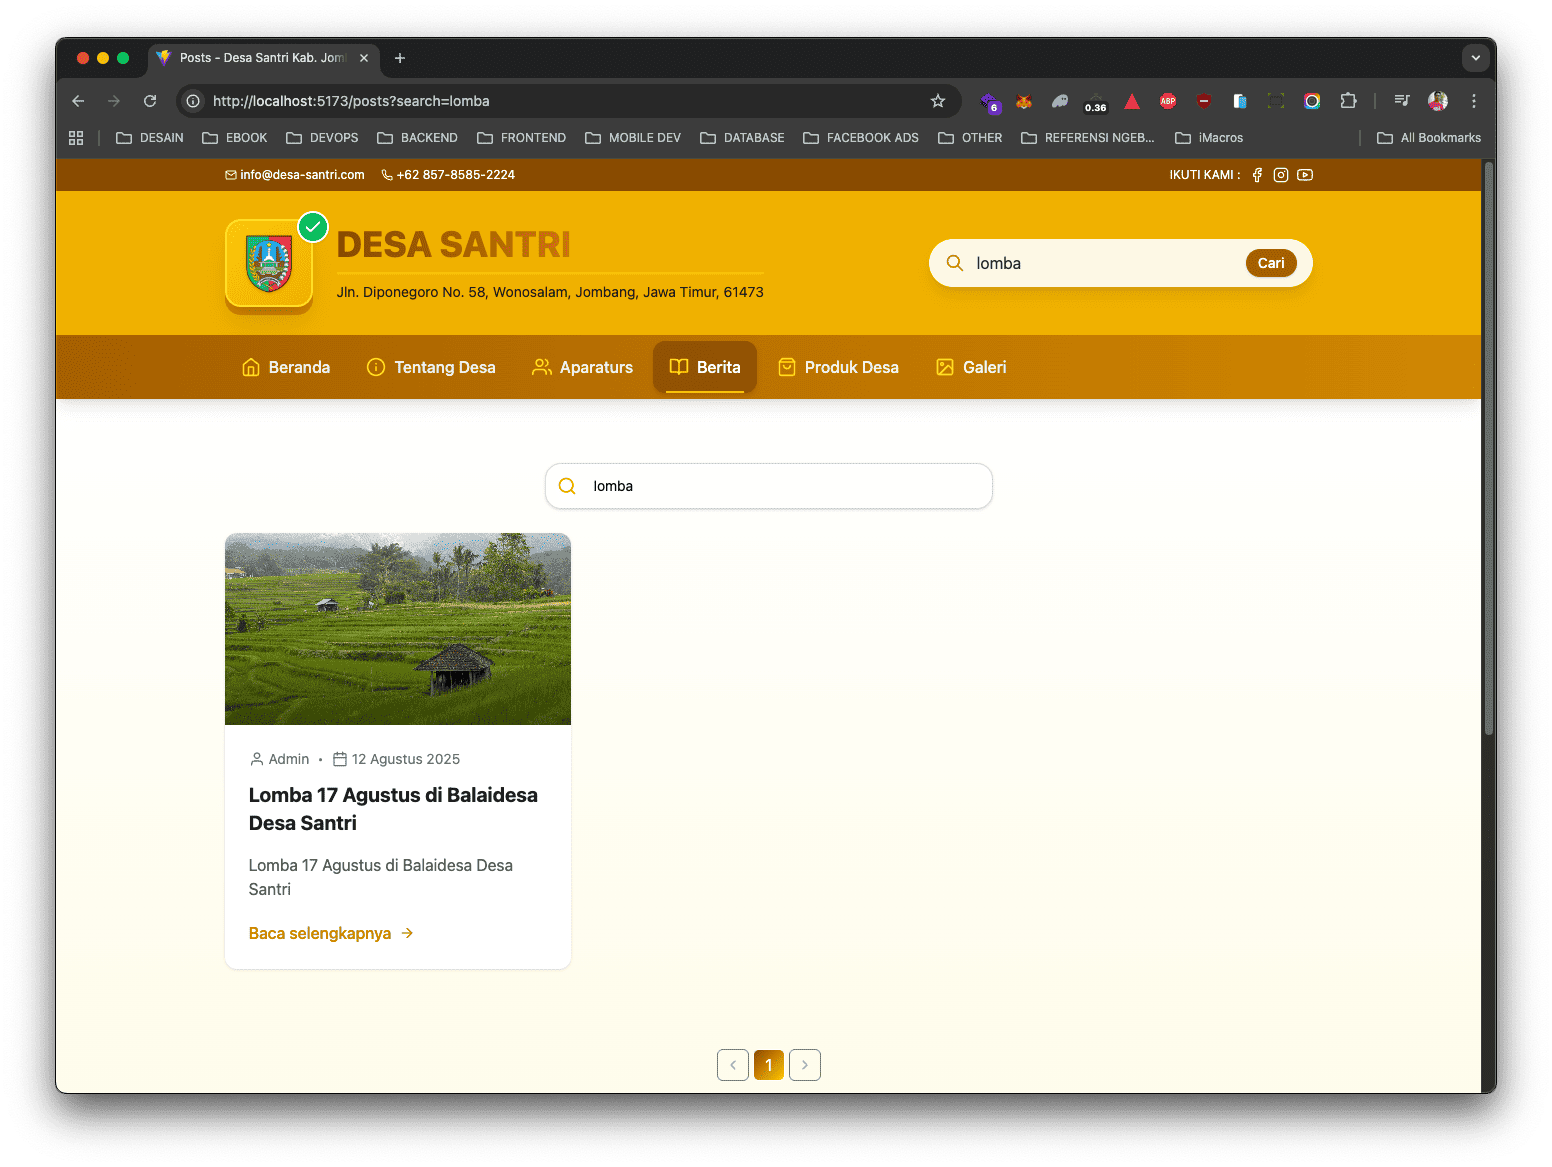 Posts - Desa Santri Kab. Jom
http://localhost:5173/posts?search=lomba
6
0.36
ABP
DESAIN
EBOOK
DEVOPS
BACKEND
FRONTEND
MOBILE DEV
DATABASE
FACEBOOK ADS
OTHER
REFERENSI NGEB...
iMacros
All Bookmarks
info@desa-santri.com
+62 857-8585-2224
IKUTI KAMI :
DESA SANTRI
Jln. Diponegoro No. 58, Wonosalam, Jombang, Jawa Timur, 61473
lomba
Cari
Beranda
Tentang Desa
Aparaturs
Berita
Produk Desa
Galeri
lomba
Admin • 12 Agustus 2025
Lomba 17 Agustus di Balaidesa
Desa Santri
Lomba 17 Agustus di Balaidesa Desa
Santri
Baca selengkapnya
1